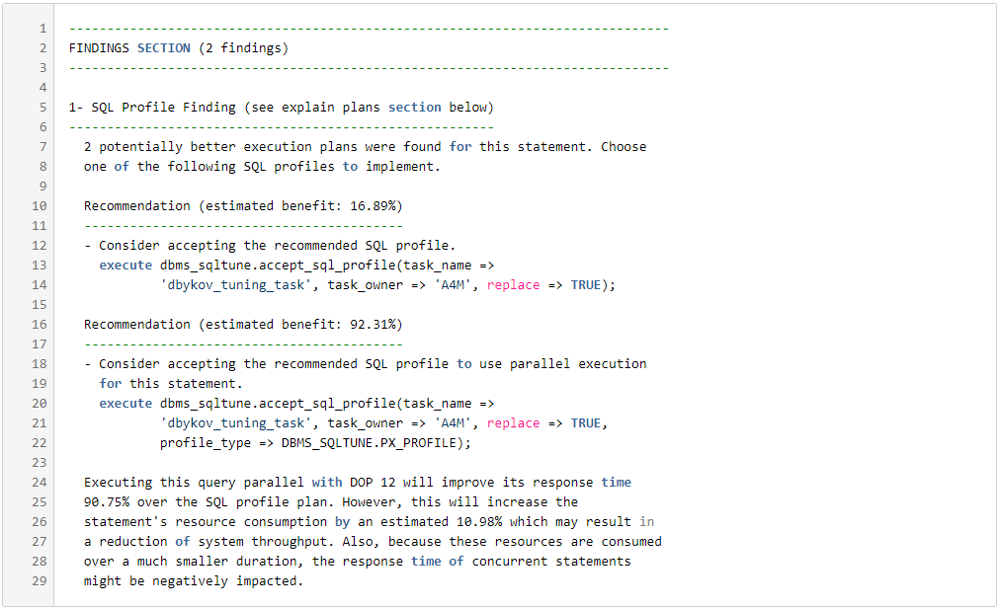 1 -------------------------------------------------------------------------------
2 FINDINGS SECTION (2 findings)
3 -------------------------------------------------------------------------------
4
5 1- SQL Profile Finding (see explain plans section below)
6 --------------------------------------------------------
7   2 potentially better execution plans were found for this statement. Choose
8   one of the following SQL profiles to implement.
9
10   Recommendation (estimated benefit: 16.89%)
11   ------------------------------------------
12   - Consider accepting the recommended SQL profile.
13     execute dbms_sqltune.accept_sql_profile(task_name =>
14             'dbykov_tuning_task', task_owner => 'A4M', replace => TRUE);
15
16   Recommendation (estimated benefit: 92.31%)
17   ------------------------------------------
18   - Consider accepting the recommended SQL profile to use parallel execution
19     for this statement.
20     execute dbms_sqltune.accept_sql_profile(task_name =>
21             'dbykov_tuning_task', task_owner => 'A4M', replace => TRUE,
22             profile_type => DBMS_SQLTUNE.PX_PROFILE);
23
24   Executing this query parallel with DOP 12 will improve its response time
25   90.75% over the SQL profile plan. However, this will increase the
26   statement's resource consumption by an estimated 10.98% which may result in
27   a reduction of system throughput. Also, because these resources are consumed
28   over a much smaller duration, the response time of concurrent statements
29   might be negatively impacted.